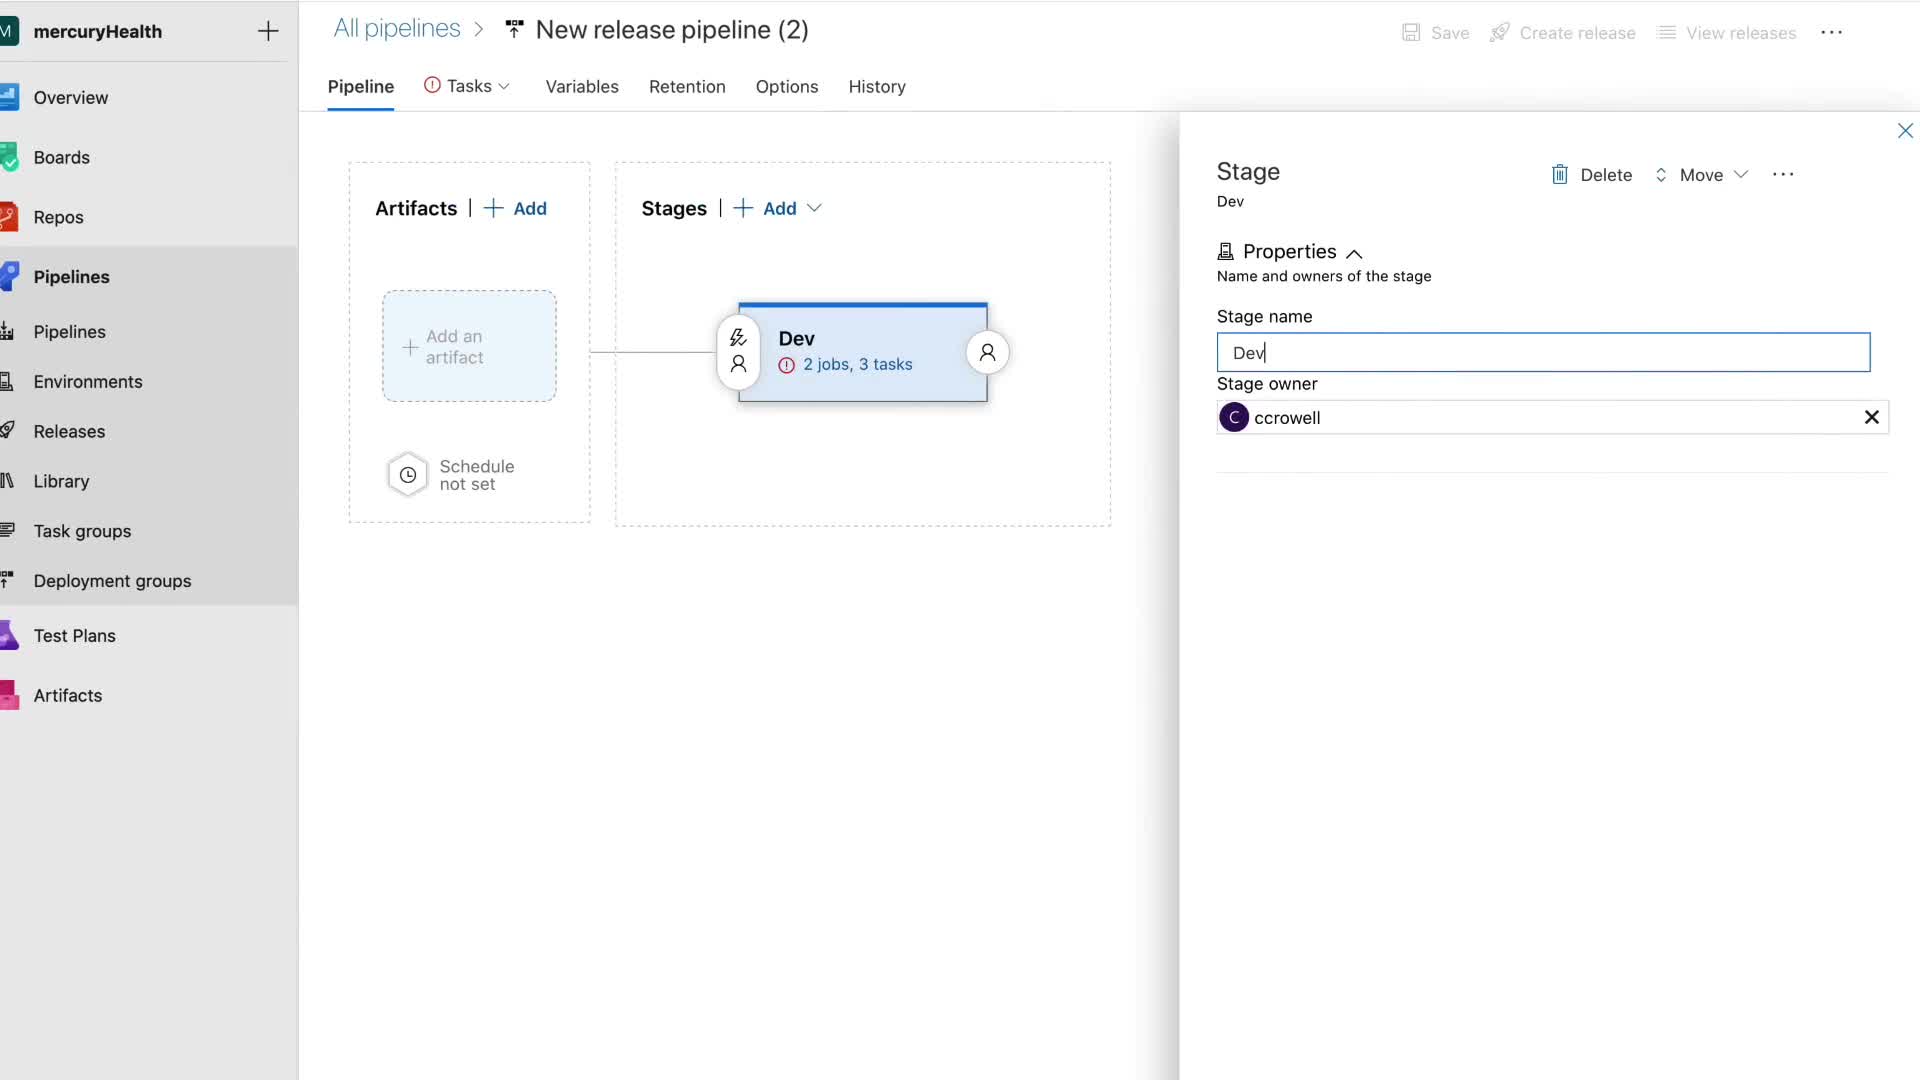 M
mercuryHealth
Overview
Boards
Repos
Pipelines
Pipelines
Environments
Releases
Library
Task groups
Deployment groups
Test Plans
Artifacts
All pipelines
New release pipeline (2)
Save
Create release
View releases
Pipeline
Tasks
Variables
Retention
Options
History
Artifacts | + Add
Add an
artifact
Schedule
not set
Stages | + Add
Dev
2 jobs, 3 tasks
Stage
Dev
Delete
Move
Properties
Name and owners of the stage
Stage name
Dev
Stage owner
C
ccrowell